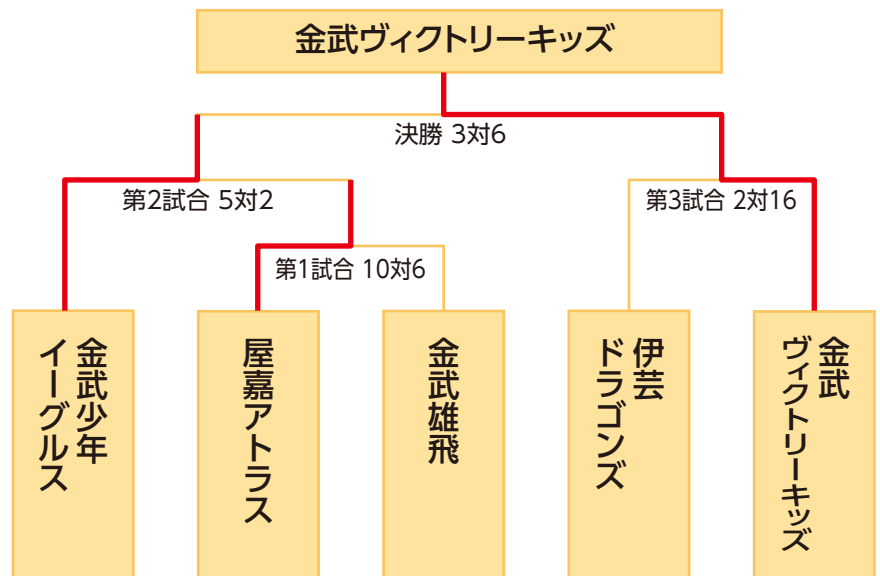 金武ヴィクトリーキッズ
決勝 3対6
第2試合 5対2
第3試合 2対16
第1試合 10対6
金武少年
イーグルス
屋嘉アトラス
金武雄飛
伊芸
ドラゴンズ
金武
ヴィクトリーキッズ